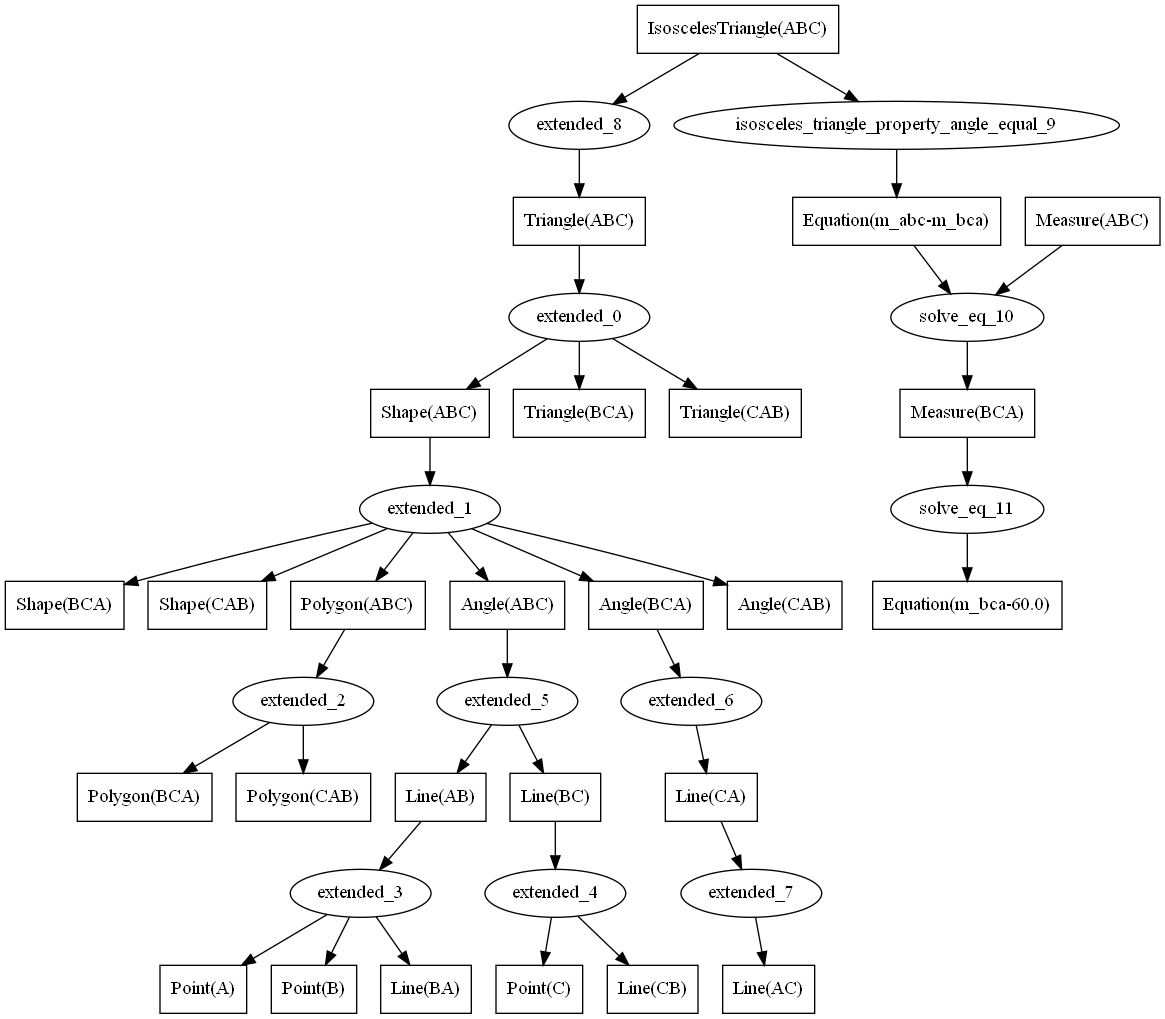 IsoscelesTriangle(ABC)
extended_8
isosceles_triangle_property_angle_equal_9
Triangle(ABC)
Equation(m_abc-m_bca)
Measure(ABC)
extended_0
solve_eq_10
Shape(ABC)
Triangle(BCA)
Triangle(CAB)
Measure(BCA)
extended_1
solve_eq_11
Shape(BCA)
Shape(CAB)
Polygon(ABC)
Angle(ABC)
Angle(BCA)
Angle(CAB)
Equation(m_bca-60.0)
extended_2
extended_5
extended_6
Polygon(BCA)
Polygon(CAB)
Line(AB)
Line(BC)
Line(CA)
extended_3
extended_4
extended_7
Point(A)
Point(B)
Line(BA)
Point(C)
Line(CB)
Line(AC)